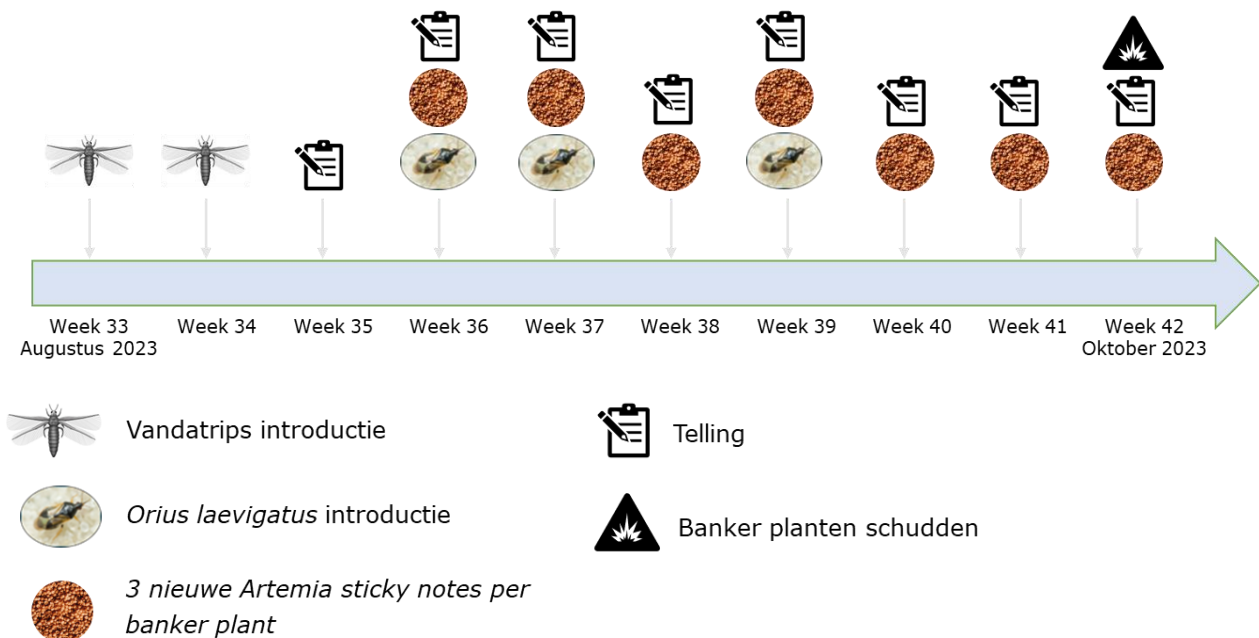 Week 33
Augustus 2023
Week 34
Week 35
Week 36
Week 37
Week 38
Week 39
Week 40
Week 41
Week 42
Oktober 2023
Vandatrips introductie
Telling
Orius laevigatus introductie
Banker planten schudden
3 nieuwe Artemia sticky notes per
banker plant